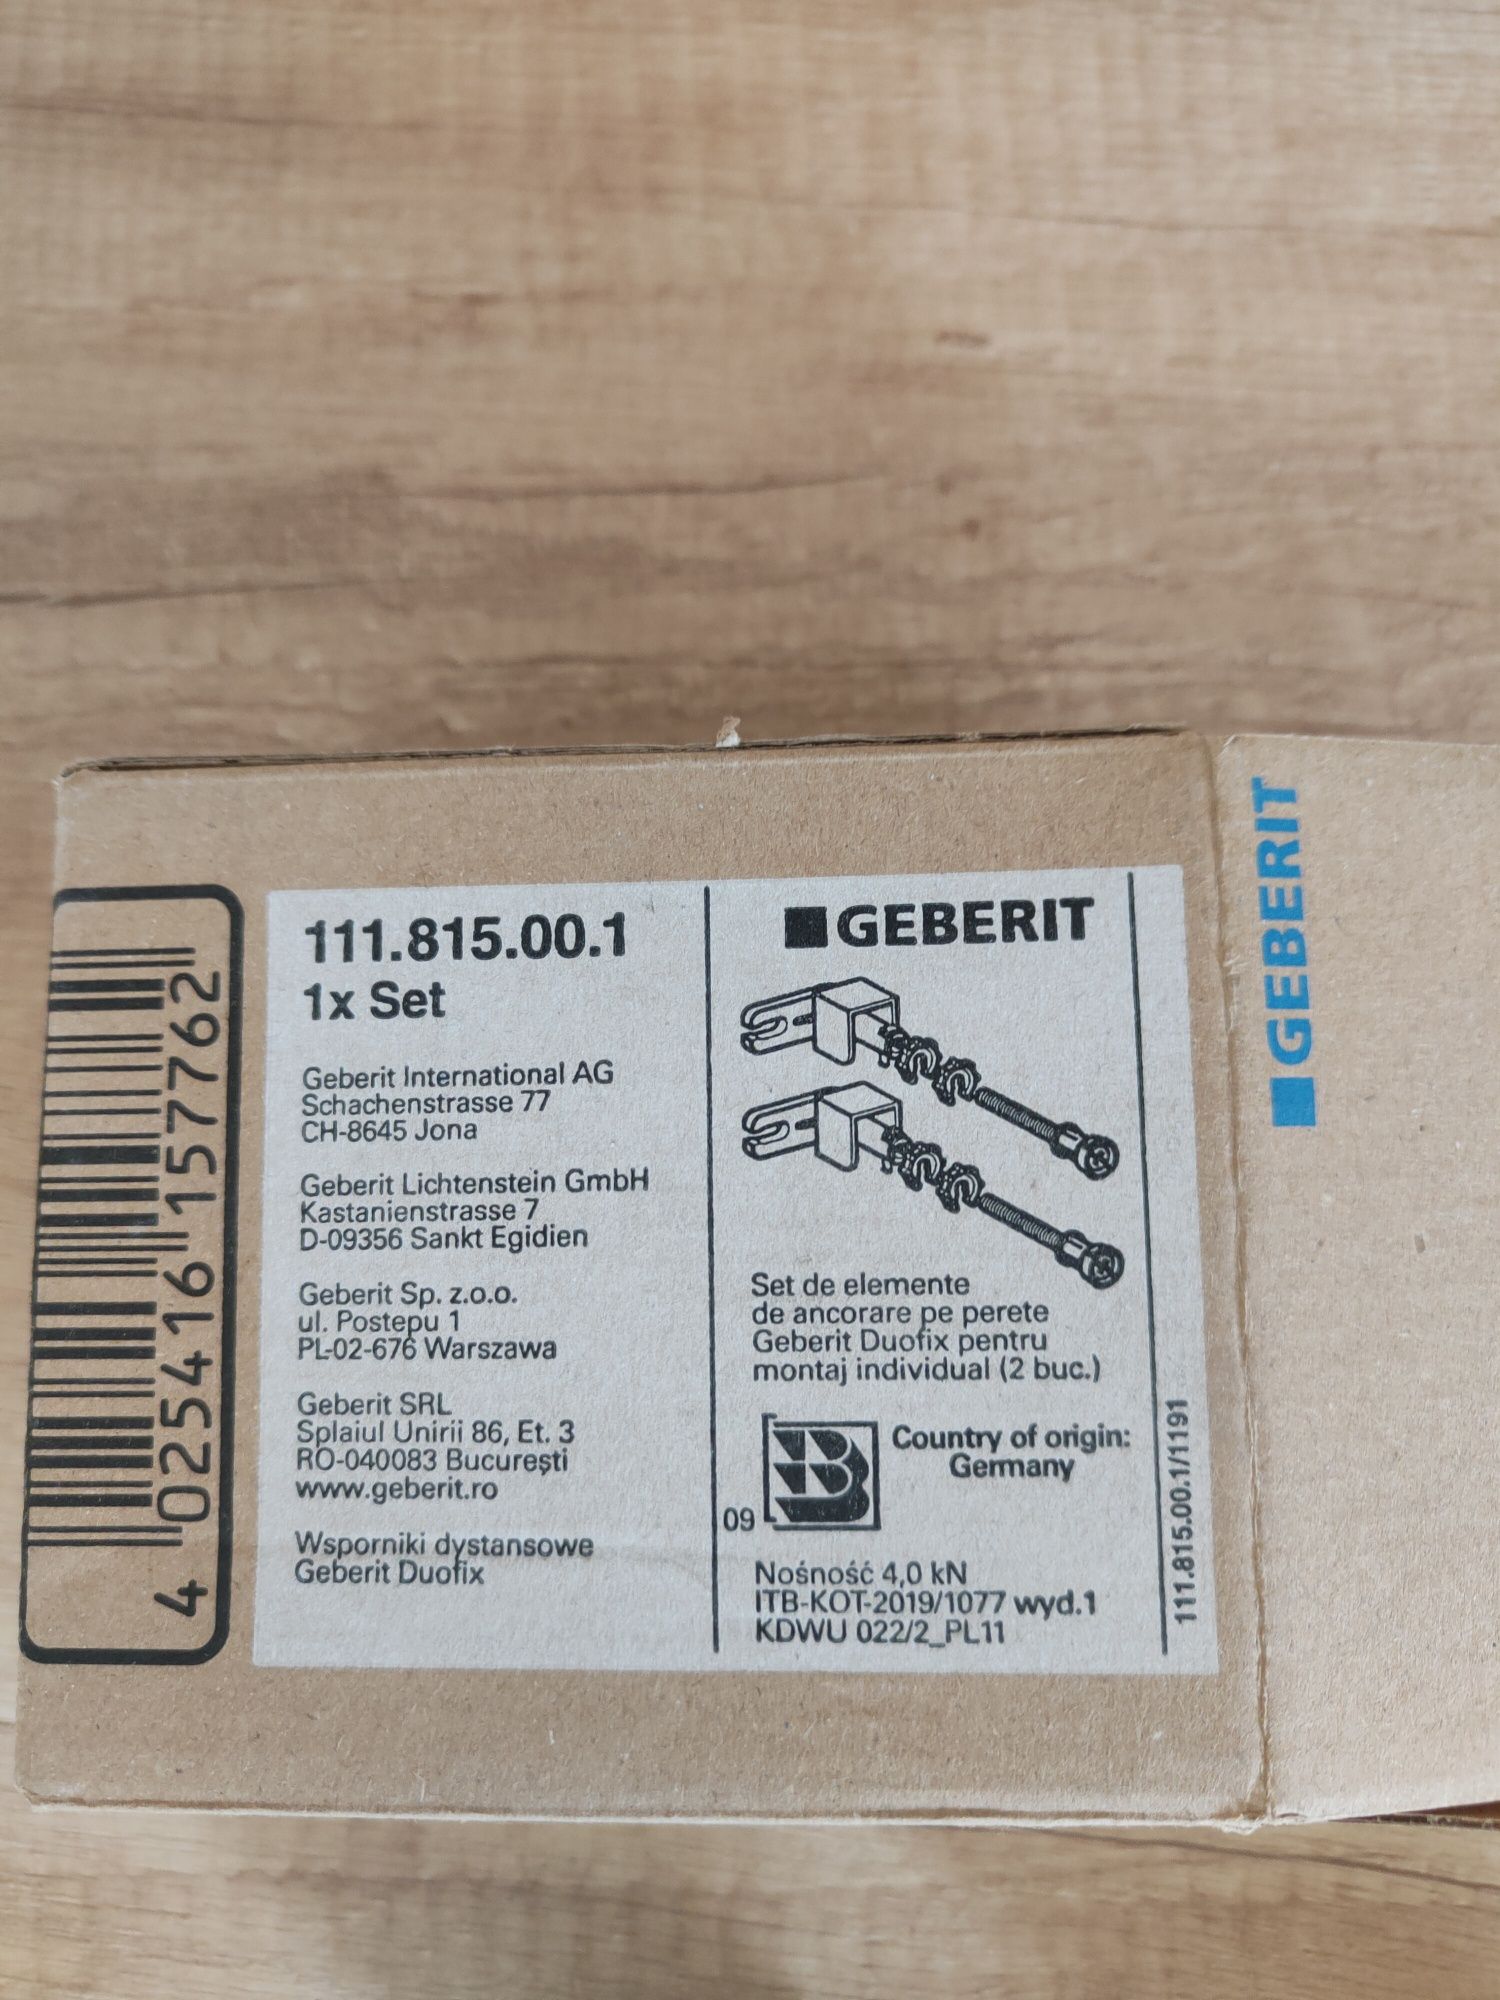 4 025416 157762
111.815.00.1
1x Set
Geberit International AG
Schachenstrasse 77
CH-8645 Jona
Geberit Lichtenstein GmbH
Kastanienstrasse 7
D-09356 Sankt Egidien
Geberit Sp. z.o.o.
ul. Postępu 1
PL-02-676 Warszawa
Geberit SRL
Splaiul Unirii 86, Et. 3
RO-040083 Bucureşti
www.geberit.ro
Wsporniki dystansowe
Geberit Duofix
GEBERIT
Set de elemente
de ancorare pe perete
Geberit Duofix pentru
montaj individual (2 buc.)
09
B
Country of origin:
Germany
Nośność 4,0 kN
ITB-KOT-2019/1077 wyd.1
KDWU 022/2_PL11
111.815.00.1/1191
GEBERIT